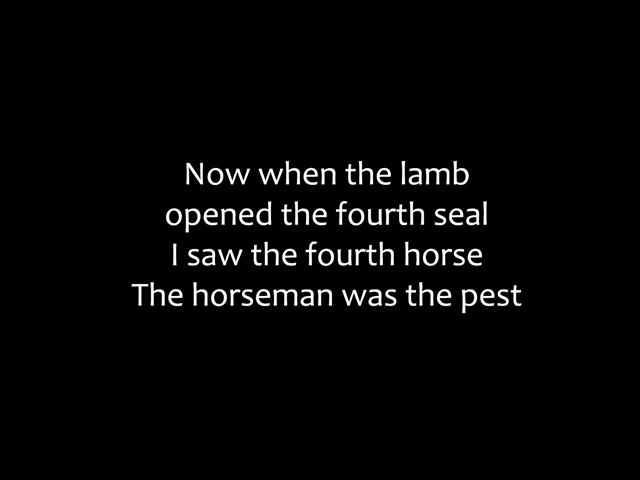 Now when the lamb
opened the fourth seal
I saw the fourth horse
The horseman was the pest